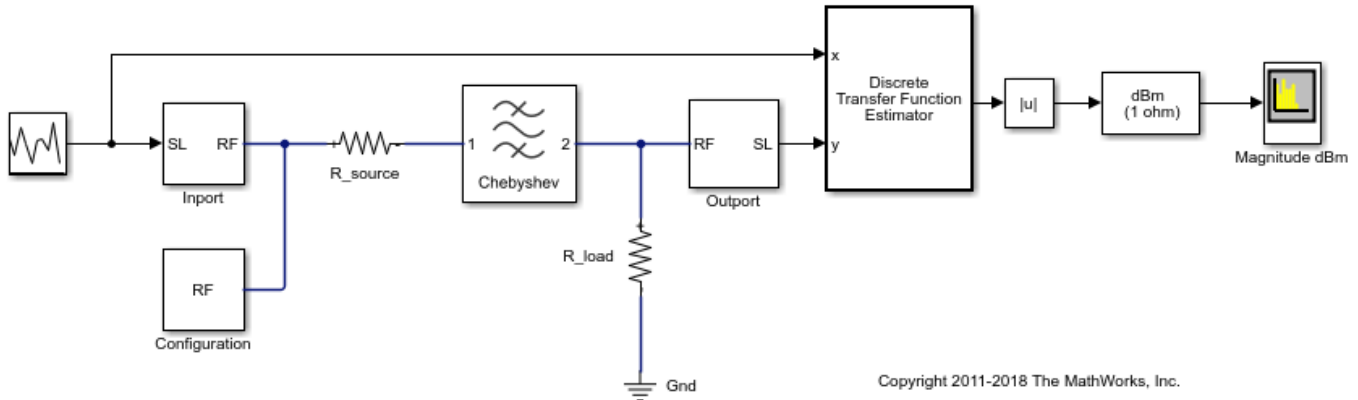 x
Discrete
Transfer Function
Estimator
y
|u|
dBm
(1 ohm)
Magnitude dBm
SL RF
Inport
+ -
R_source
1 2
Chebyshev
RF SL
Outport
+
R_load
-
RF
Configuration
Gnd
Copyright 2011-2018 The MathWorks, Inc.